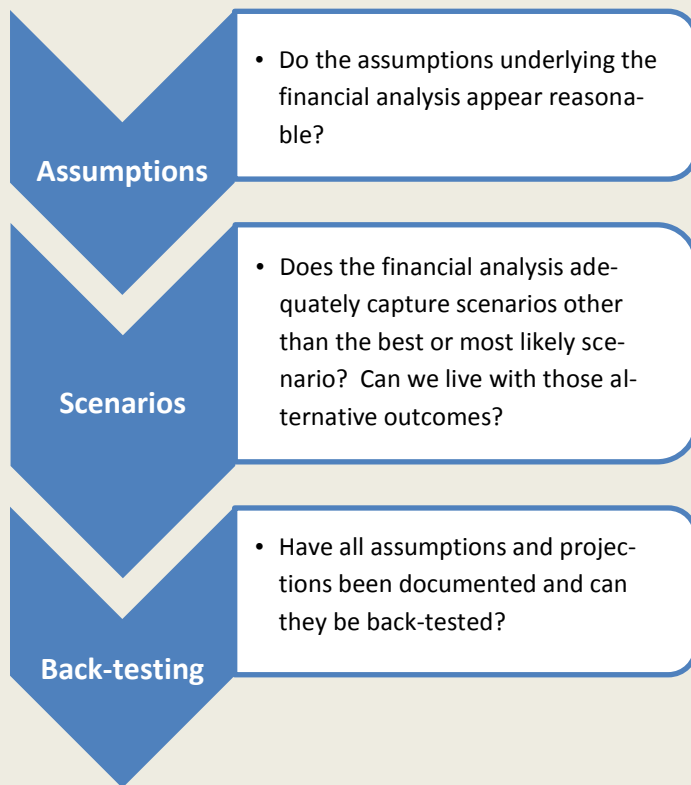 Assumptions
• Do the assumptions underlying the
financial analysis appear reasona-
ble?
Scenarios
• Does the financial analysis ade-
quately capture scenarios other
than the best or most likely sce-
nario?  Can we live with those al-
ternative outcomes?
Back-testing
• Have all assumptions and projec-
tions been documented and can
they be back-tested?